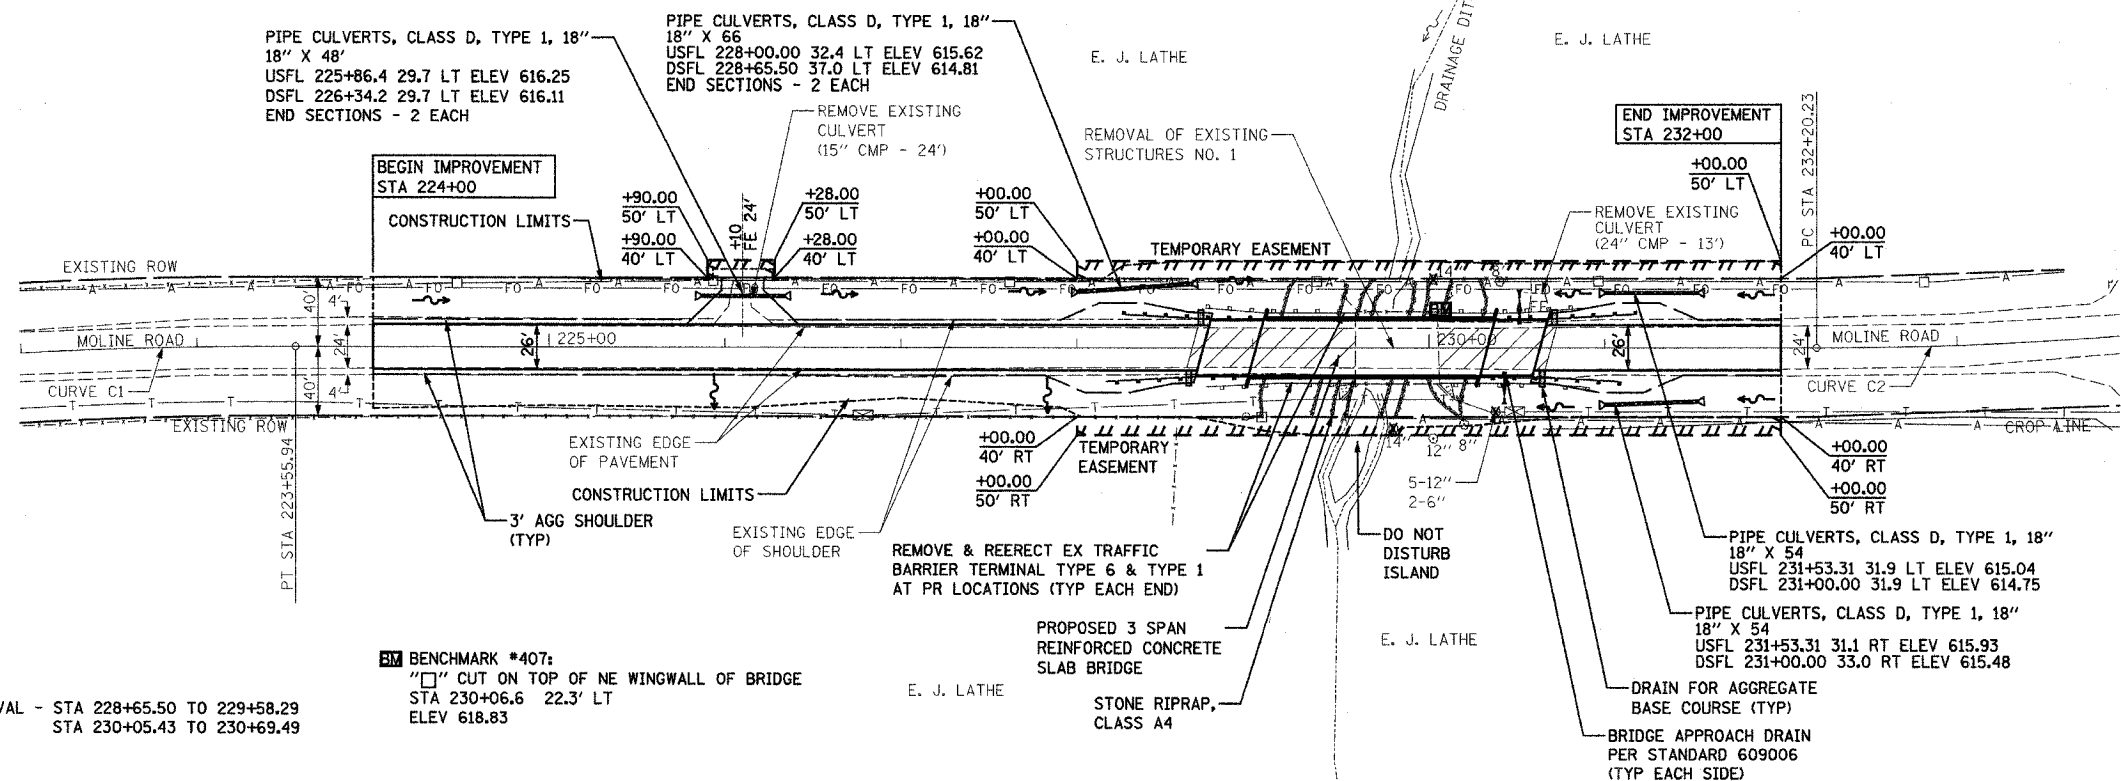 PIPE CULVERTS, CLASS D, TYPE 1, 18"
18" X 48'
USFL 225+86.4 29.7 LT ELEV 616.25
DSFL 226+34.2 29.7 LT ELEV 616.11
END SECTIONS - 2 EACH
PIPE CULVERTS, CLASS D, TYPE 1, 18"
18" X 66
USFL 228+00.00 32.4 LT ELEV 615.62
DSFL 228+65.50 37.0 LT ELEV 614.81
END SECTIONS - 2 EACH
E. J. LATHE
DRAINAGE DIT
E. J. LATHE
REMOVE EXISTING
CULVERT
(15" CMP - 24')
REMOVAL OF EXISTING
STRUCTURES NO. 1
END IMPROVEMENT
STA 232+00
PC STA 232+20.23
BEGIN IMPROVEMENT
STA 224+00
CONSTRUCTION LIMITS
+90.00
50' LT
+90.00
40' LT
+10
FE 24'
+28.00
50' LT
+28.00
40' LT
+00.00
50' LT
+00.00
40' LT
TEMPORARY EASEMENT
REMOVE EXISTING
CULVERT
(24" CMP - 13')
+00.00
50' LT
+00.00
40' LT
EXISTING ROW
A A A A A A A A
FO FO FO FO FO FO FO FO FO
14" 8"
BM
FE
40'
4'
24'
4'
40'
MOLINE ROAD
26'
225+00
230+00
26'
24'
MOLINE ROAD
CURVE C1
CURVE C2
T T T T T T T T T
EXISTING ROW
CROP LINE
PT STA 223+55.94
EXISTING EDGE
OF PAVEMENT
CONSTRUCTION LIMITS
3' AGG SHOULDER
(TYP)
EXISTING EDGE
OF SHOULDER
+00.00
40' RT
+00.00
50' RT
TEMPORARY
EASEMENT
14"
12"
8"
5-12"
2-6"
+00.00
40' RT
+00.00
50' RT
REMOVE & REERECT EX TRAFFIC
BARRIER TERMINAL TYPE 6 & TYPE 1
AT PR LOCATIONS (TYP EACH END)
DO NOT
DISTURB
ISLAND
PIPE CULVERTS, CLASS D, TYPE 1, 18"
18" X 54
USFL 231+53.31 31.9 LT ELEV 615.04
DSFL 231+00.00 31.9 LT ELEV 614.75
PIPE CULVERTS, CLASS D, TYPE 1, 18"
18" X 54
USFL 231+53.31 31.1 RT ELEV 615.93
DSFL 231+00.00 33.0 RT ELEV 615.48
PROPOSED 3 SPAN
REINFORCED CONCRETE
SLAB BRIDGE
E. J. LATHE
BM BENCHMARK #407:
"□" CUT ON TOP OF NE WINGWALL OF BRIDGE
STA 230+06.6 22.3' LT
ELEV 618.83
E. J. LATHE
STONE RIPRAP,
CLASS A4
DRAIN FOR AGGREGATE
BASE COURSE (TYP)
BRIDGE APPROACH DRAIN
PER STANDARD 609006
(TYP EACH SIDE)
VAL - STA 228+65.50 TO 229+58.29
STA 230+05.43 TO 230+69.49